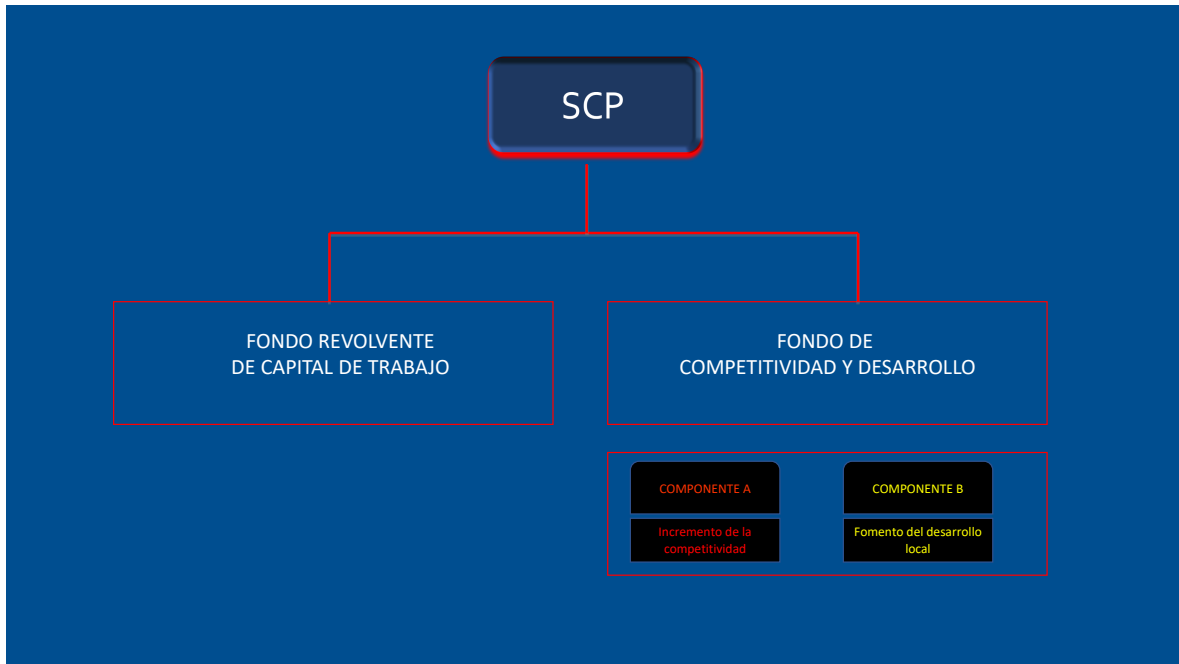 SCP
FONDO REVOLVENTE
DE CAPITAL DE TRABAJO
FONDO DE
COMPETITIVIDAD Y DESARROLLO
COMPONENTE A
Incremento de la
competitividad
COMPONENTE B
Fomento del desarrollo
local